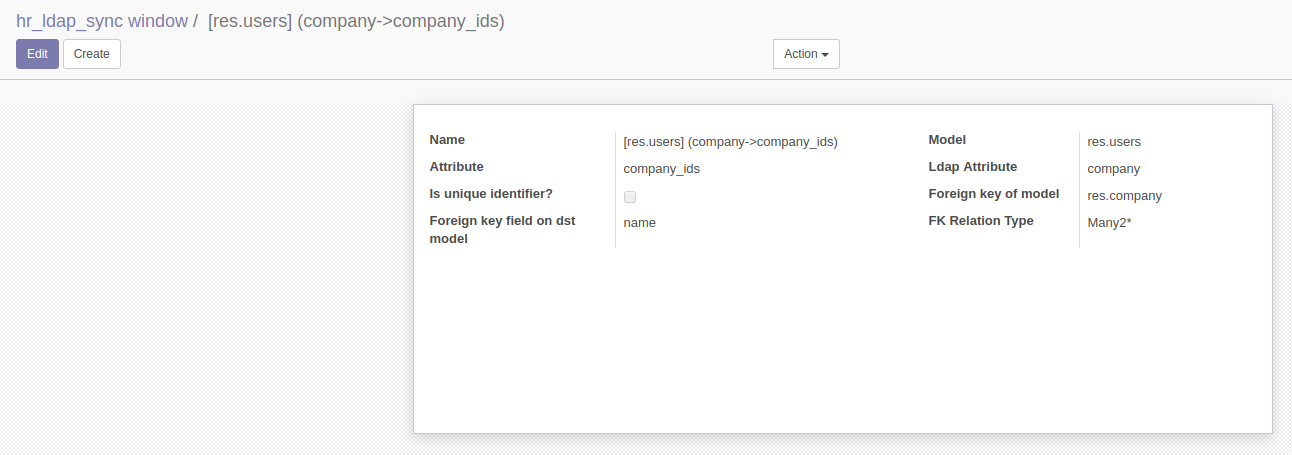 hr_ldap_sync window / [res.users] (company->company_ids)
Edit Create Action
Name [res.users] (company->company_ids) Model res.users
Attribute company_ids Ldap Attribute company
Is unique identifier? Foreign key of model res.company
Foreign key field on dst name FK Relation Type Many2*
model